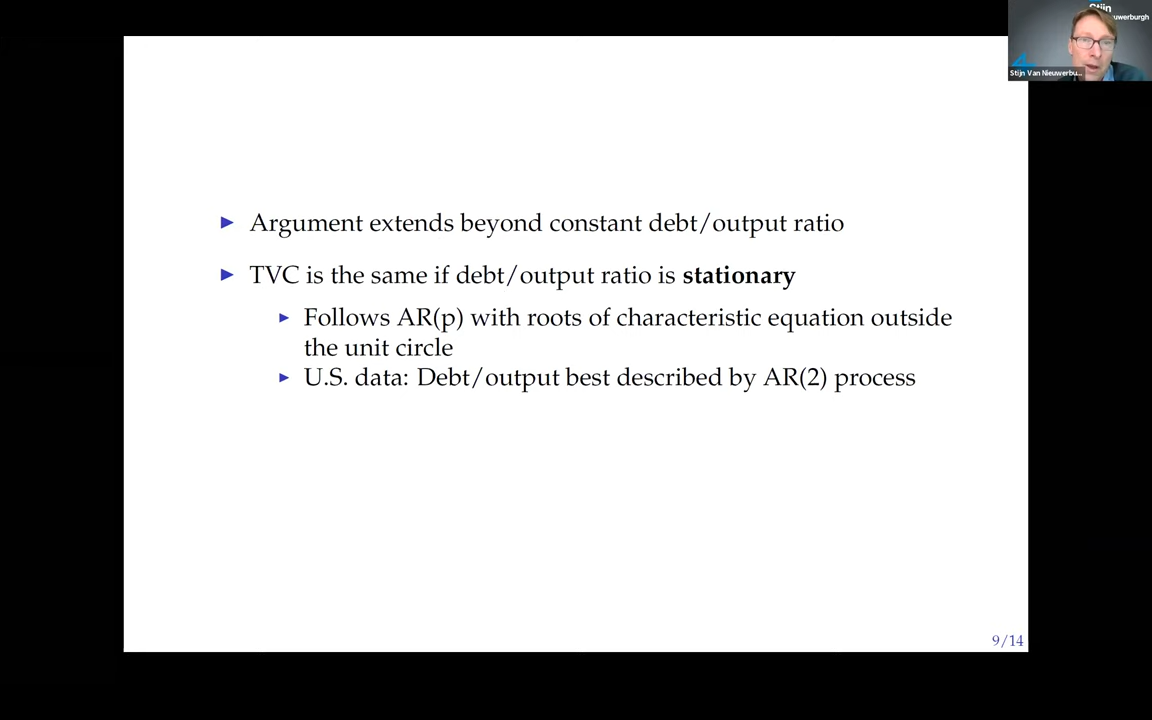 Stijn
uwerburgh
Stijn Van Nieuwerbu...
▶ Argument extends beyond constant debt/output ratio
▶ TVC is the same if debt/output ratio is stationary
▶ Follows AR(p) with roots of characteristic equation outside
the unit circle
▶ U.S. data: Debt/output best described by AR(2) process
9/14